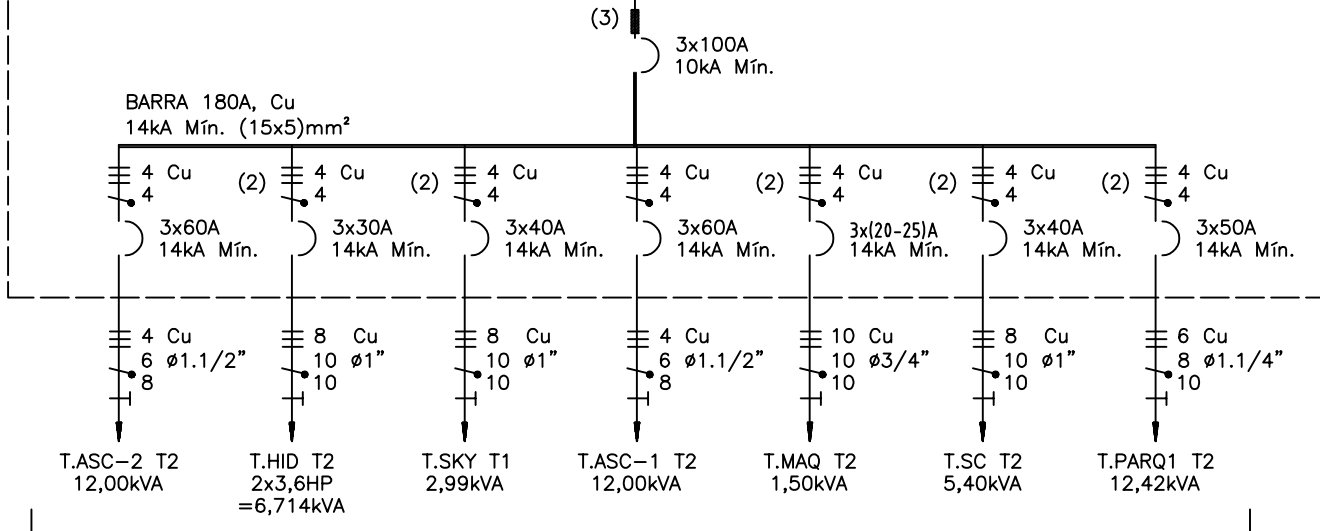 (3)
3x100A
10kA Mín.
BARRA 180A, Cu
14kA Mín. (15x5)mm²
4 Cu
4
3x60A
14kA Mín.
(2)
4 Cu
4
3x30A
14kA Mín.
(2)
4 Cu
4
3x40A
14kA Mín.
4 Cu
4
3x60A
14kA Mín.
(2)
4 Cu
4
3x(20-25)A
14kA Mín.
(2)
4 Cu
4
3x40A
14kA Mín.
(2)
4 Cu
4
3x50A
14kA Mín.
4 Cu
6 ø1.1/2”
8
T.ASC-2 T2
12,00kVA
8 Cu
10 ø1”
10
T.HID T2
2x3,6HP
=6,714kVA
8 Cu
10 ø1”
10
T.SKY T1
2,99kVA
4 Cu
6 ø1.1/2”
8
T.ASC-1 T2
12,00kVA
10 Cu
10 ø3/4”
10
T.MAQ T2
1,50kVA
8 Cu
10 ø1”
10
T.SC T2
5,40kVA
6 Cu
8 ø1.1/4”
10
T.PARQ1 T2
12,42kVA